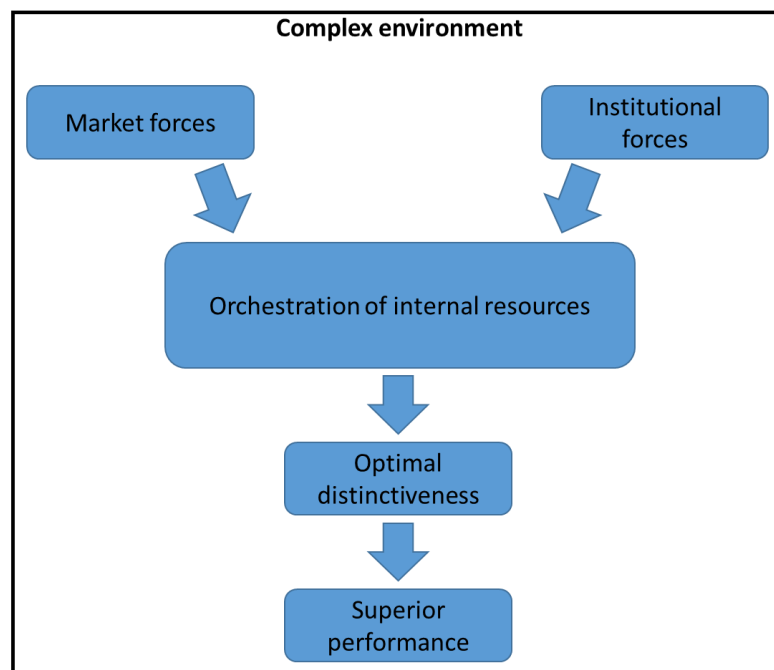 Complex environment
Market forces
Institutional
forces
Orchestration of internal resources
Optimal
distinctiveness
Superior
performance